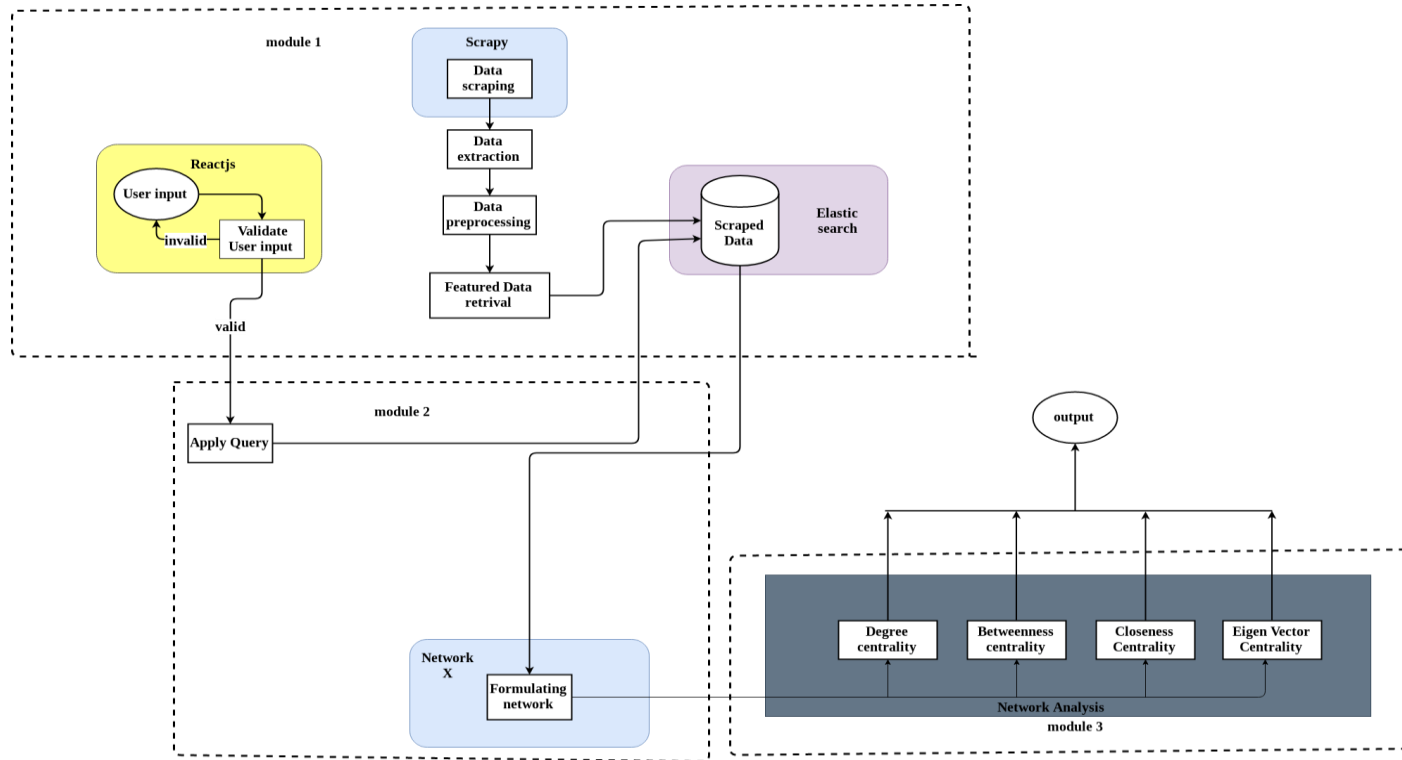 module 1
Scrapy
Data
scraping
Data
extraction
Data
preprocessing
Featured Data
retrival
Reactjs
User input
Validate
User input
invalid
valid
Scraped
Data
Elastic
search
module 2
Apply Query
Network
X
Formulating
network
output
Degree
centrality
Betweenness
centrality
Closeness
Centrality
Eigen Vector
Centrality
Network Analysis
module 3